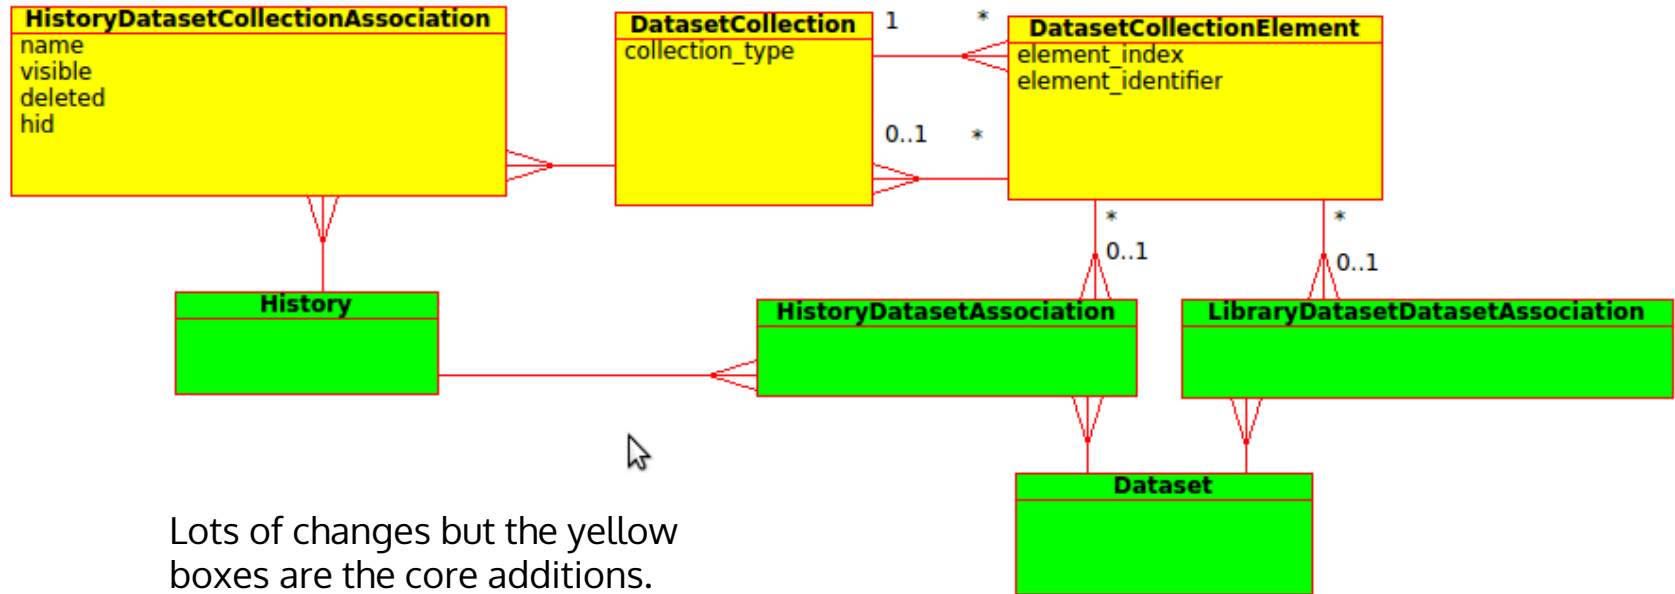 HistoryDatasetCollectionAssociation
name
visible
deleted
hid
DatasetCollection
collection_type
1
*
0..1
*
DatasetCollectionElement
element_index
element_identifier
*
0..1
*
0..1
History
HistoryDatasetAssociation
LibraryDatasetDatasetAssociation
Dataset
Lots of changes but the yellow
boxes are the core additions.